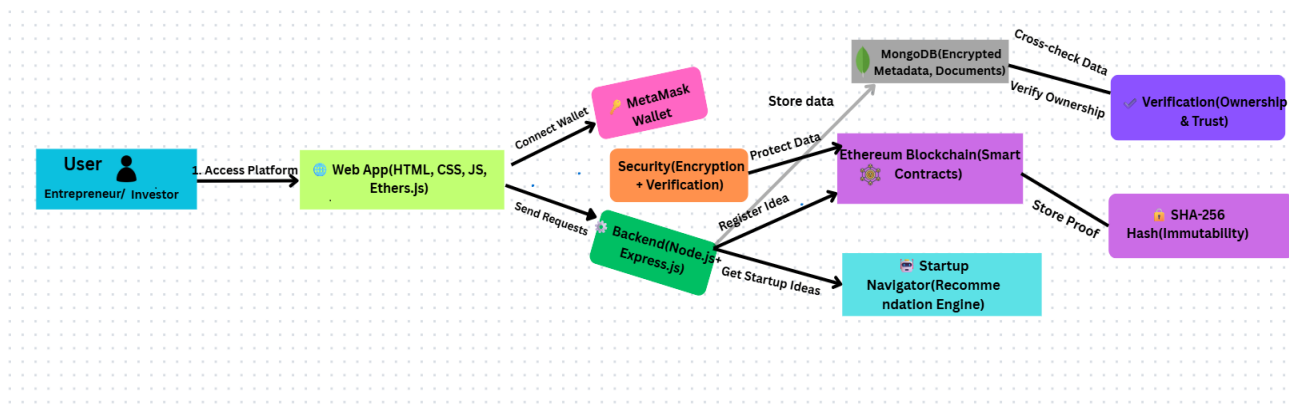 User
Entrepreneur/ Investor
1. Access Platform
Web App(HTML, CSS, JS,
Ethers.js)
Connect Wallet
MetaMask
Wallet
Send Requests
Backend(Node.js+
Express.js)
Security(Encryption
+ Verification)
Store data
Protect Data
Register Idea
Get Startup Ideas
MongoDB(Encrypted
Metadata, Documents)
Ethereum Blockchain(Smart
Contracts)
Startup
Navigator(Recomme
ndation Engine)
Cross-check Data
Verify Ownership
Verification(Ownership
& Trust)
Store Proof
SHA-256
Hash(Immutability)